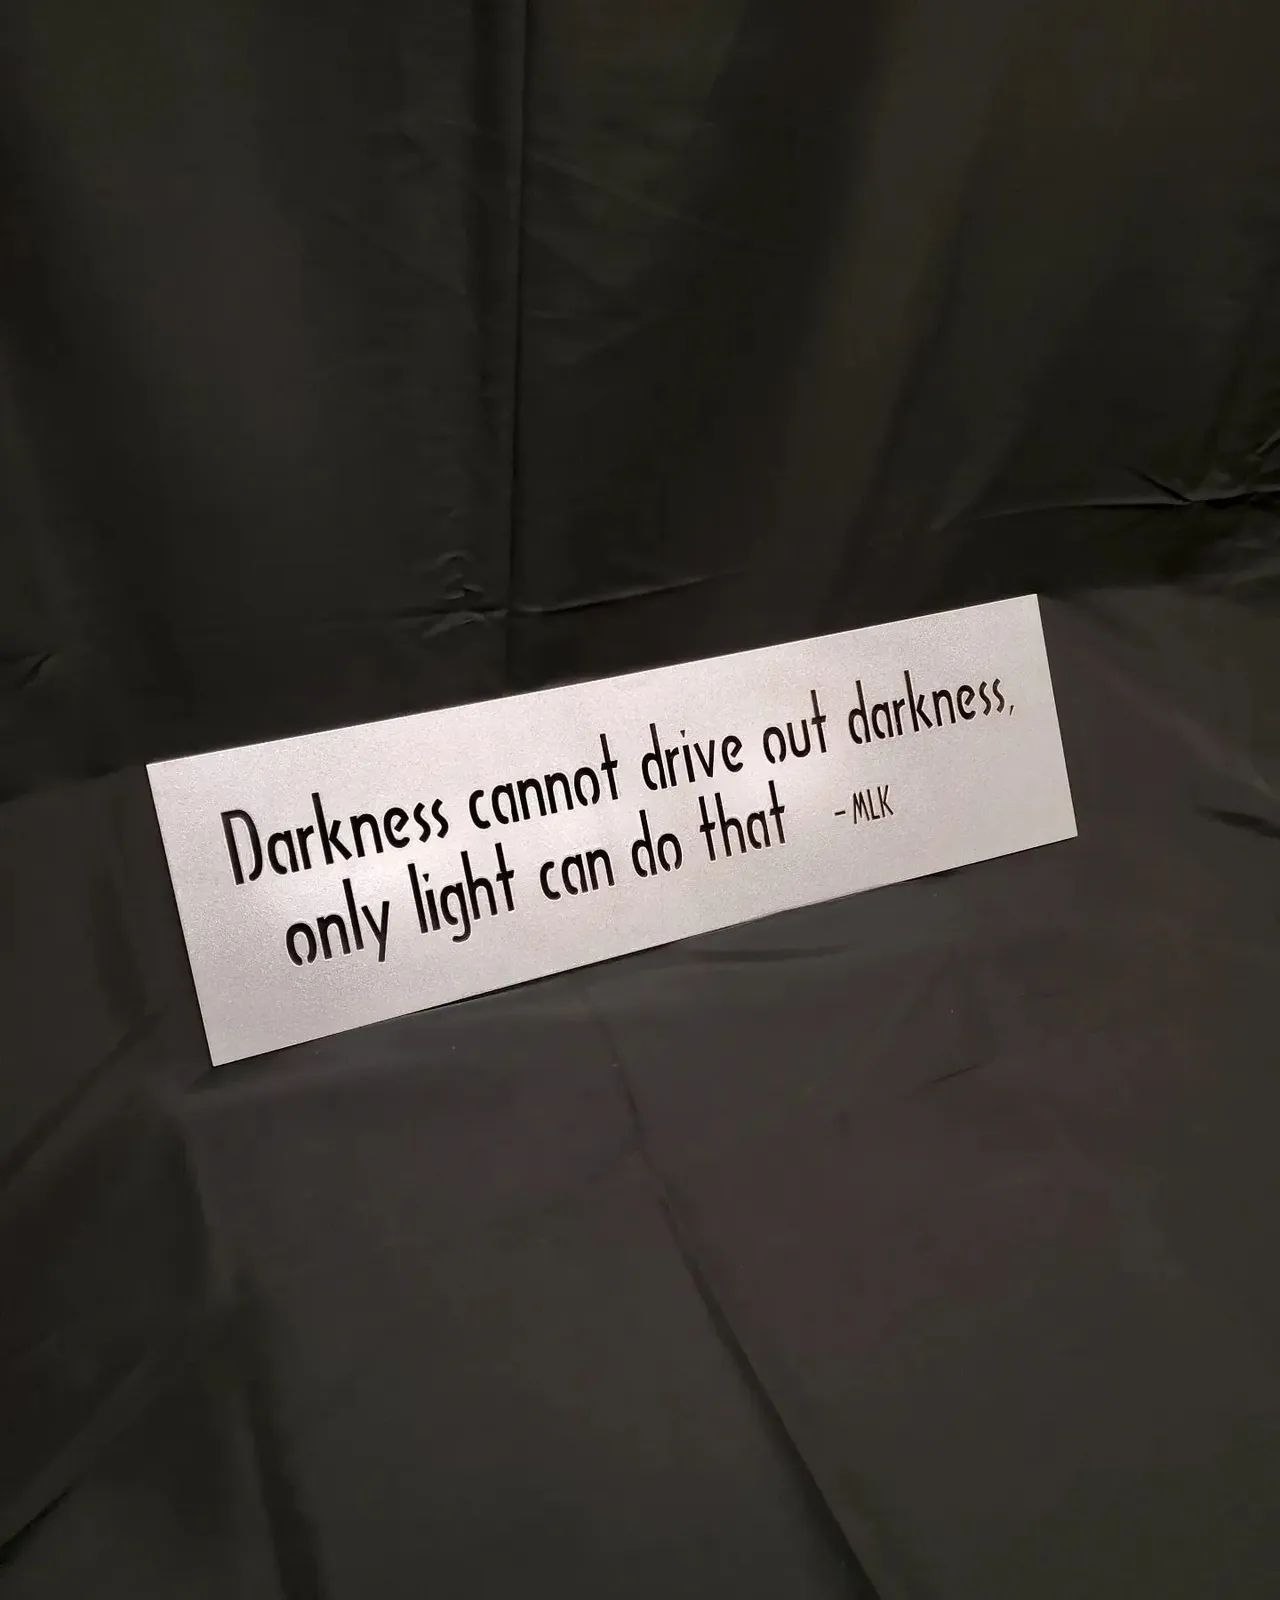 Darkness cannot drive out darkness,
only light can do that -MLK